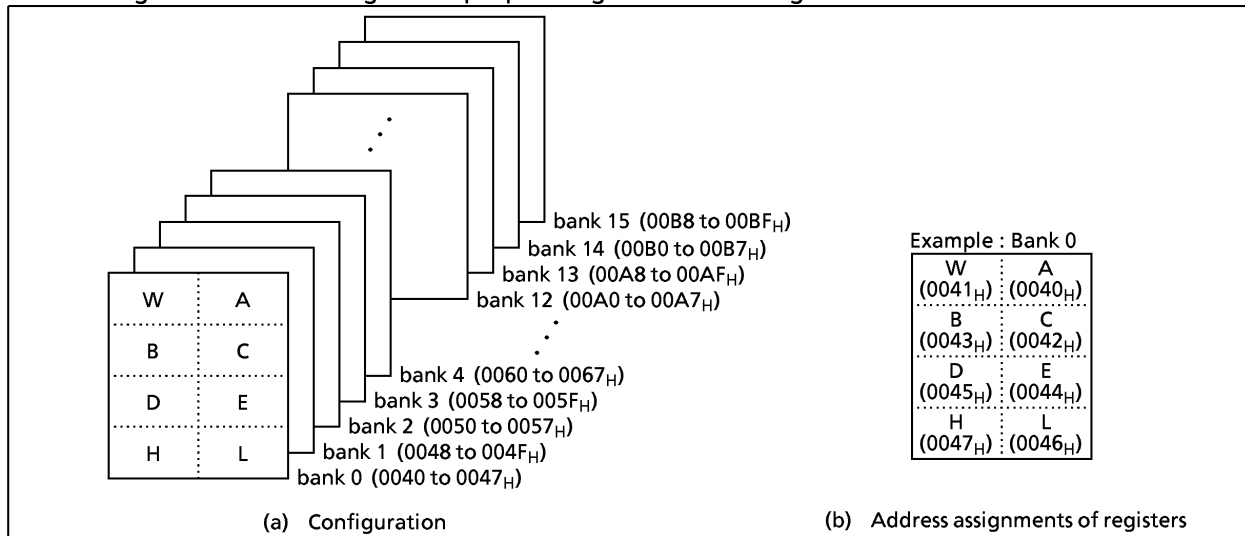 bank 15 (00B8 to 00BFH)
bank 14 (00B0 to 00B7H)
bank 13 (00A8 to 00AFH)
bank 12 (00A0 to 00A7H)
bank 4 (0060 to 0067H)
bank 3 (0058 to 005FH)
bank 2 (0050 to 0057H)
bank 1 (0048 to 004FH)
bank 0 (0040 to 0047H)
W A
B C
D E
H L
(a) Configuration
Example : Bank 0
W A
(0041H) (0040H)
B C
(0043H) (0042H)
D E
(0045H) (0044H)
H L
(0047H) (0046H)
(b) Address assignments of registers